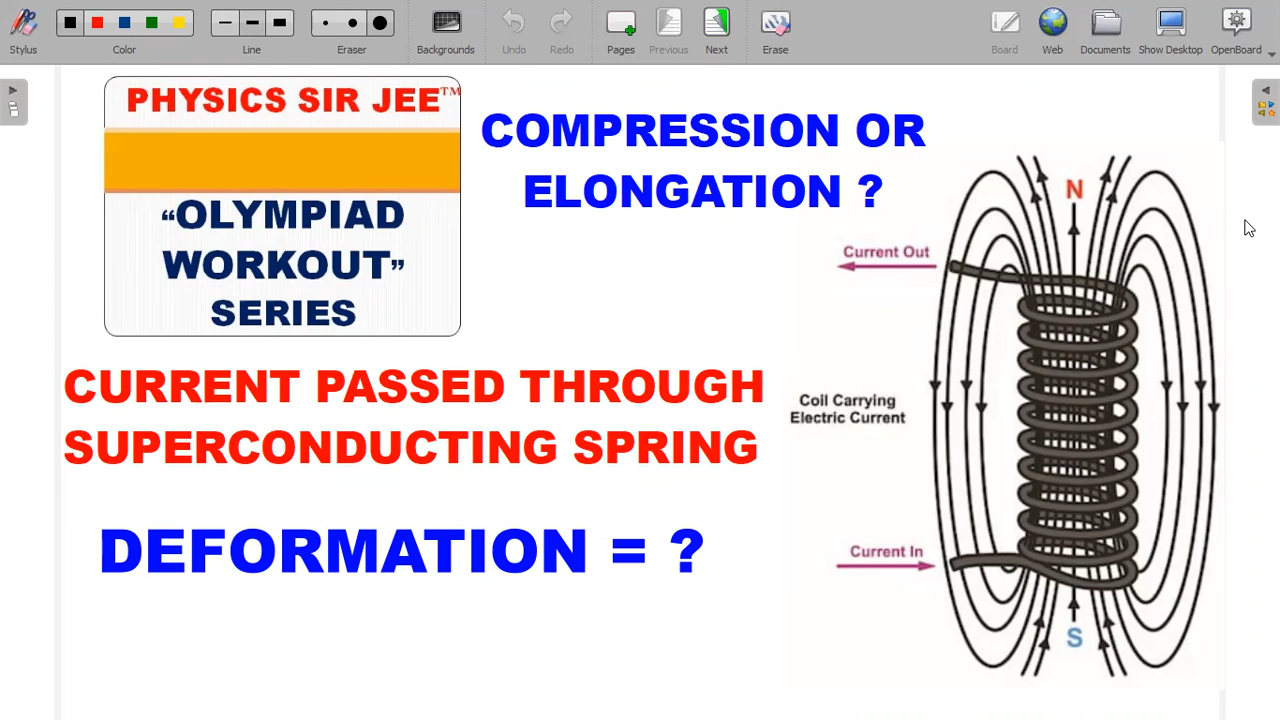 Stylus
Color
Line
Eraser
Backgrounds
Undo
Redo
Pages
Previous
Next
Erase
Board
Web
Documents
Show Desktop
OpenBoard
PHYSICS SIR JEE™
“OLYMPIAD
WORKOUT”
SERIES
COMPRESSION OR
ELONGATION ?
CURRENT PASSED THROUGH
SUPERCONDUCTING SPRING
DEFORMATION = ?
N
Current Out
Coil Carrying
Electric Current
Current In
S